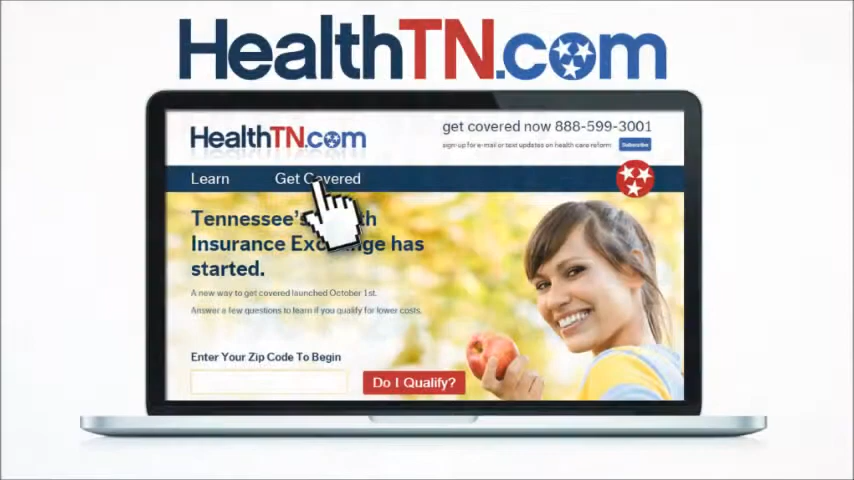 HealthTN.com
HealthTN.com
get covered now 888-599-3001
sign-up for e-mail or text updates on health care reform
Subscribe
Learn
Get Covered
Tennessee's
Insurance Exchange has
started.
A new way to get covered launched October 1st.
Answer a few questions to learn if you qualify for lower costs.
Enter Your Zip Code To Begin
Do I Qualify?